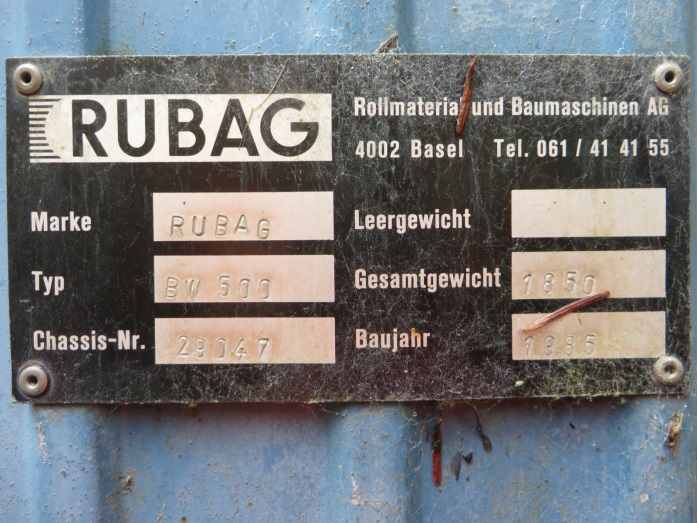 RUBAG
Rollmaterial und Baumaschinen AG
4002 Basel Tel. 061 / 41 41 55
Marke RUBAG
Leergewicht
Typ BW 500
Gesamtgewicht 1850
Chassis-Nr. 29047
Baujahr 1985